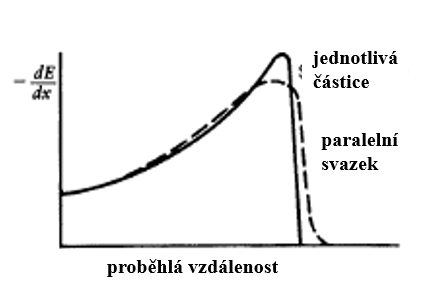 jednotlivá
částice
− dE
dx
paralelní
svazek
proběhlá vzdálenost